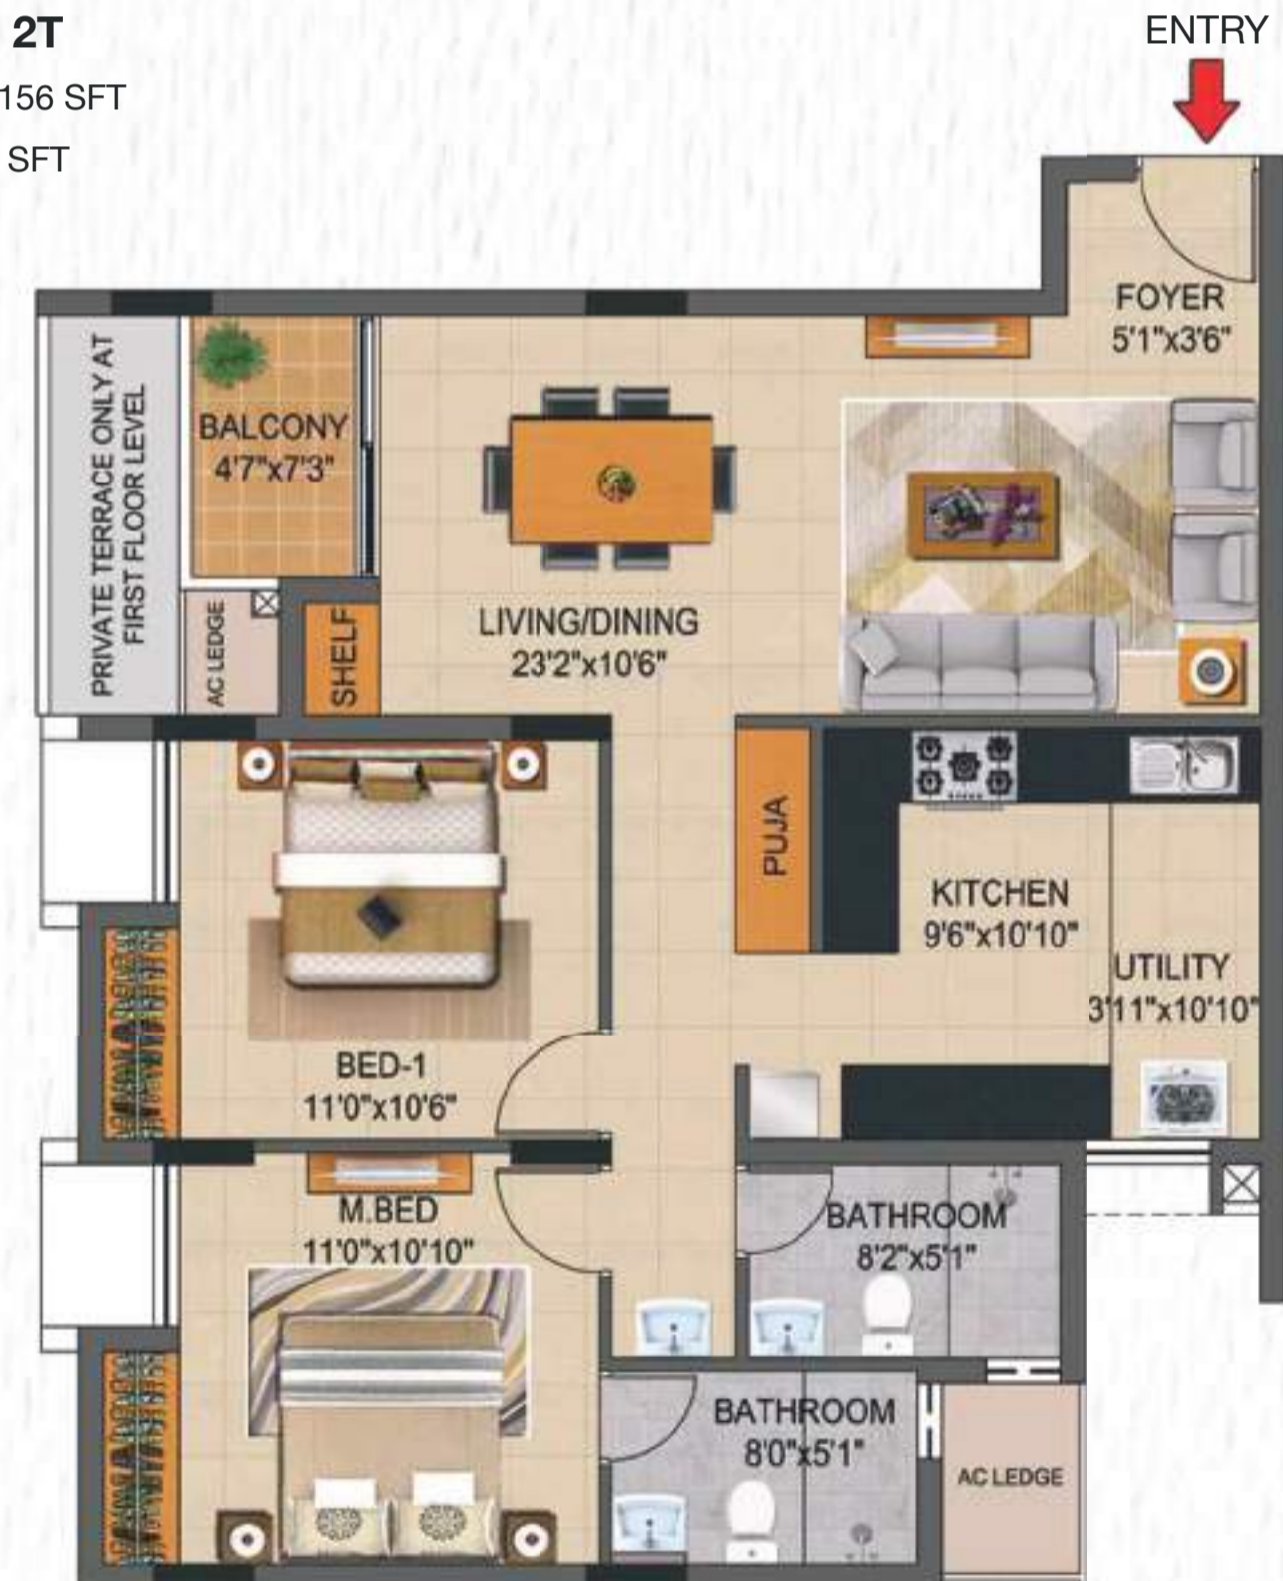 2T
ENTRY
156 SFT
SFT
FOYER
5'1"x3'6"
PRIVATE TERRACE ONLY AT
FIRST FLOOR LEVEL
BALCONY
4'7"x7'3"
AC LEDGE
SHELF
LIVING/DINING
23'2"x10'6"
PUJA
KITCHEN
9'6"x10'10"
UTILITY
3'11"x10'10"
BED-1
11'0"x10'6"
M.BED
11'0"x10'10"
BATHROOM
8'2"x5'1"
BATHROOM
8'0"x5'1"
AC LEDGE